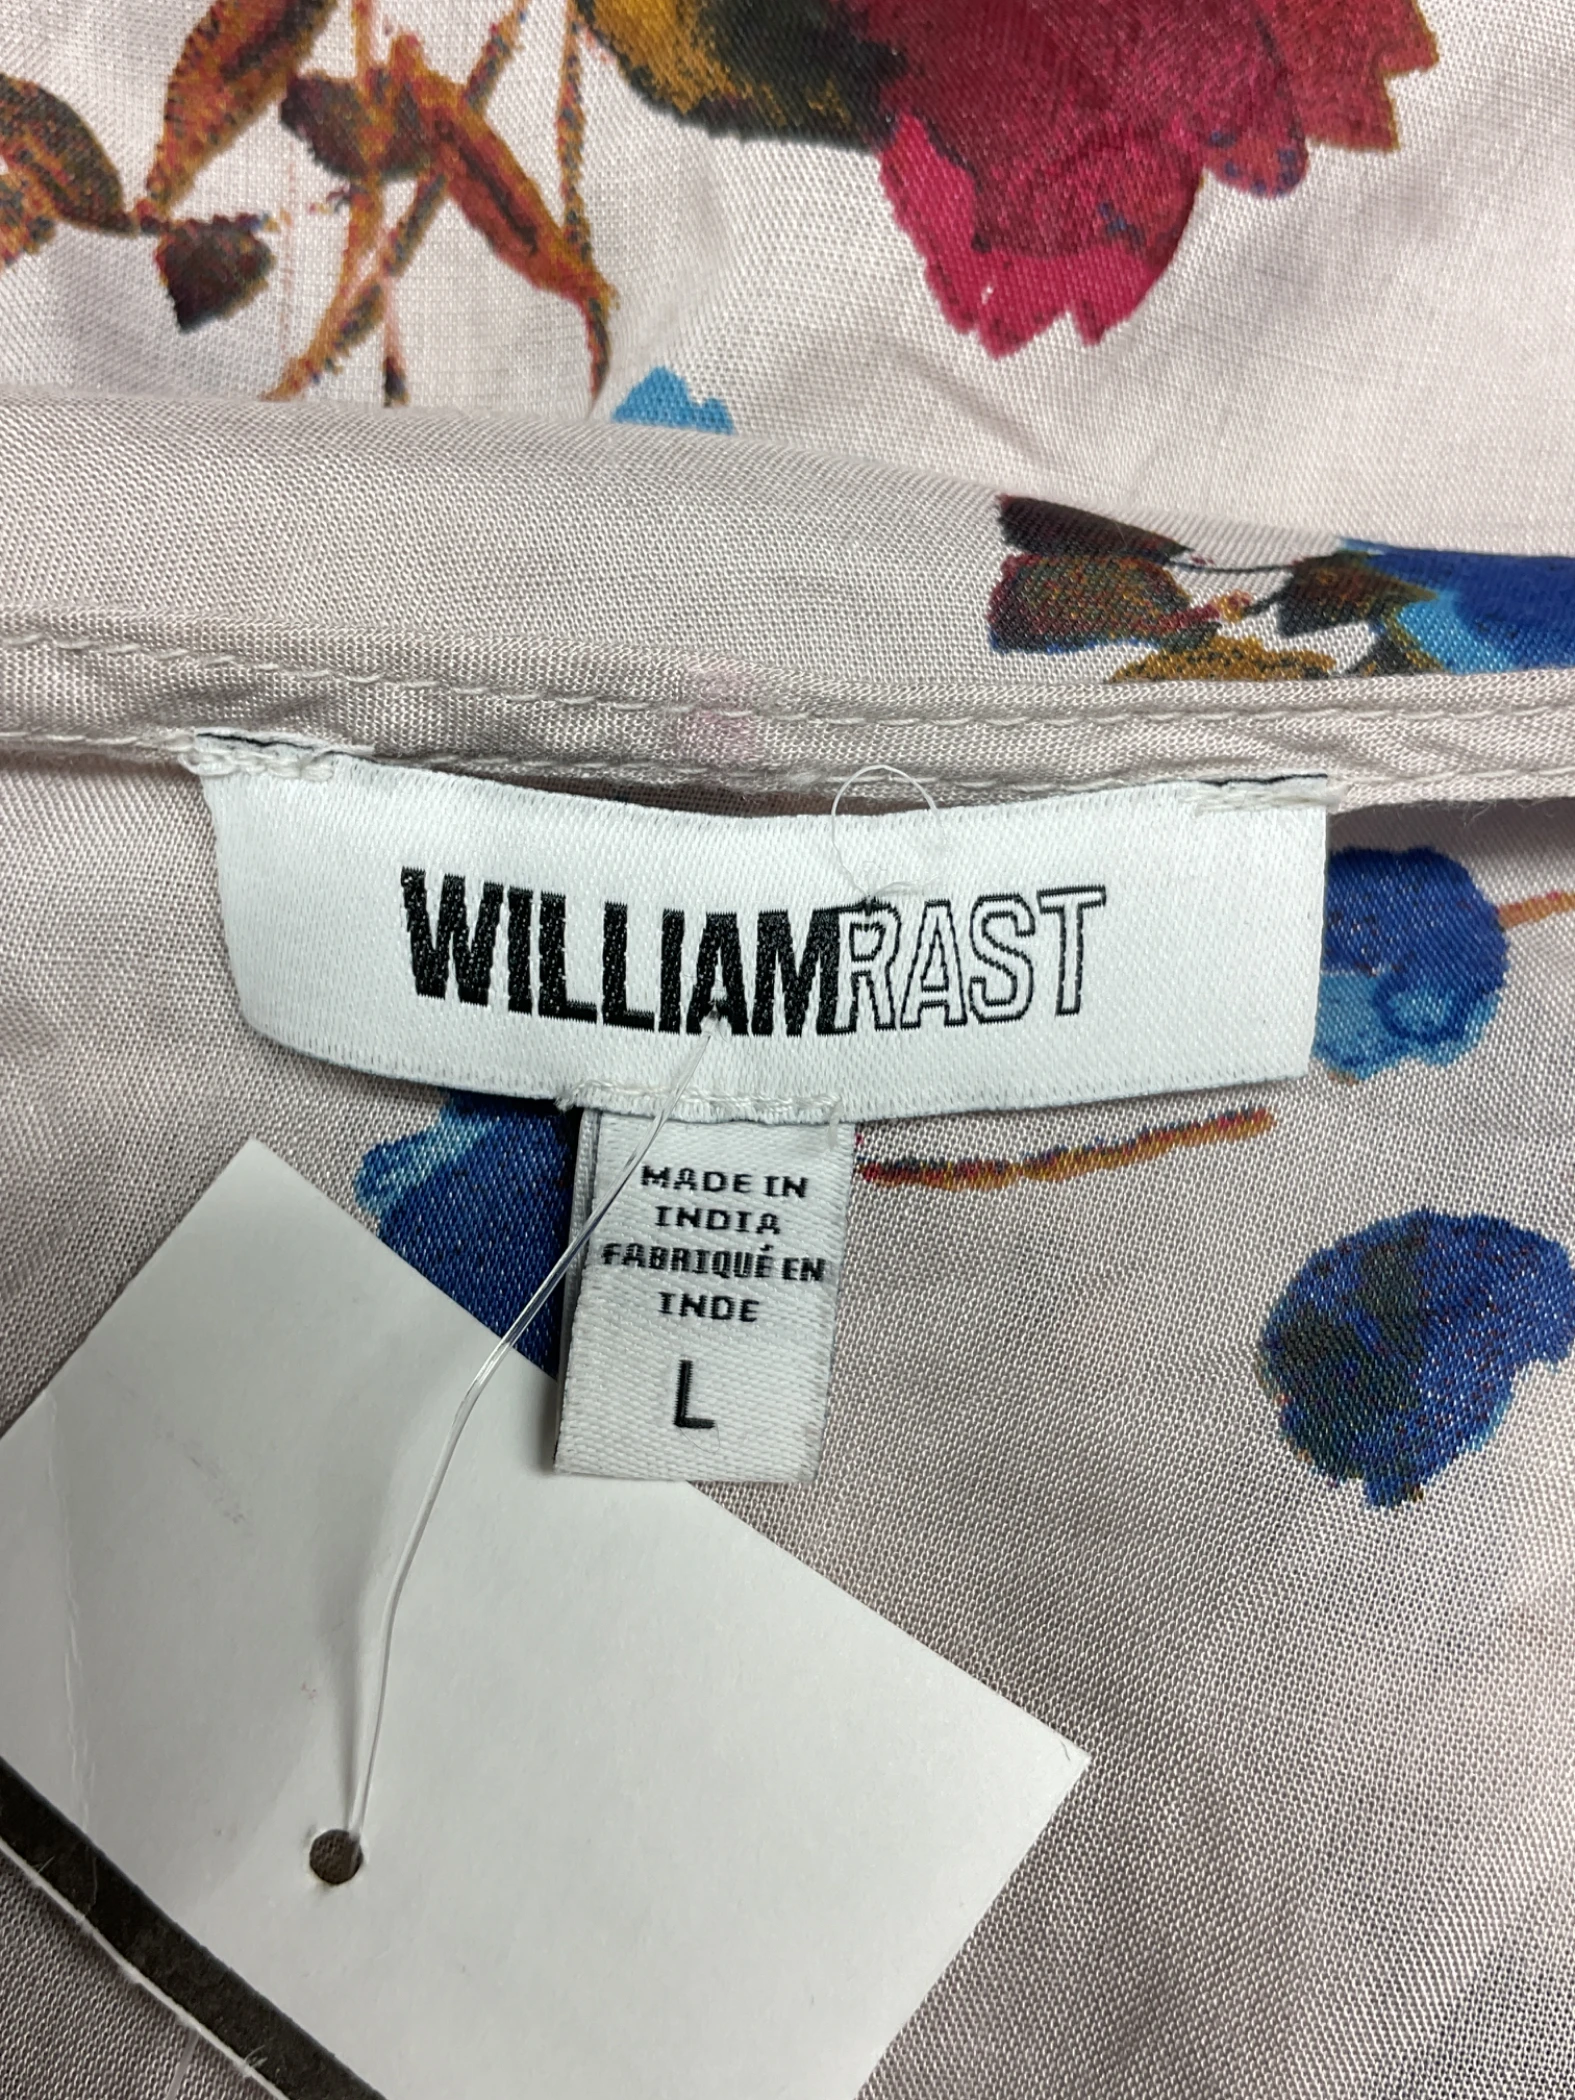 WILLIAMRAST
MADE IN
INDIA
FABRIQUÉ EN
INDE
L